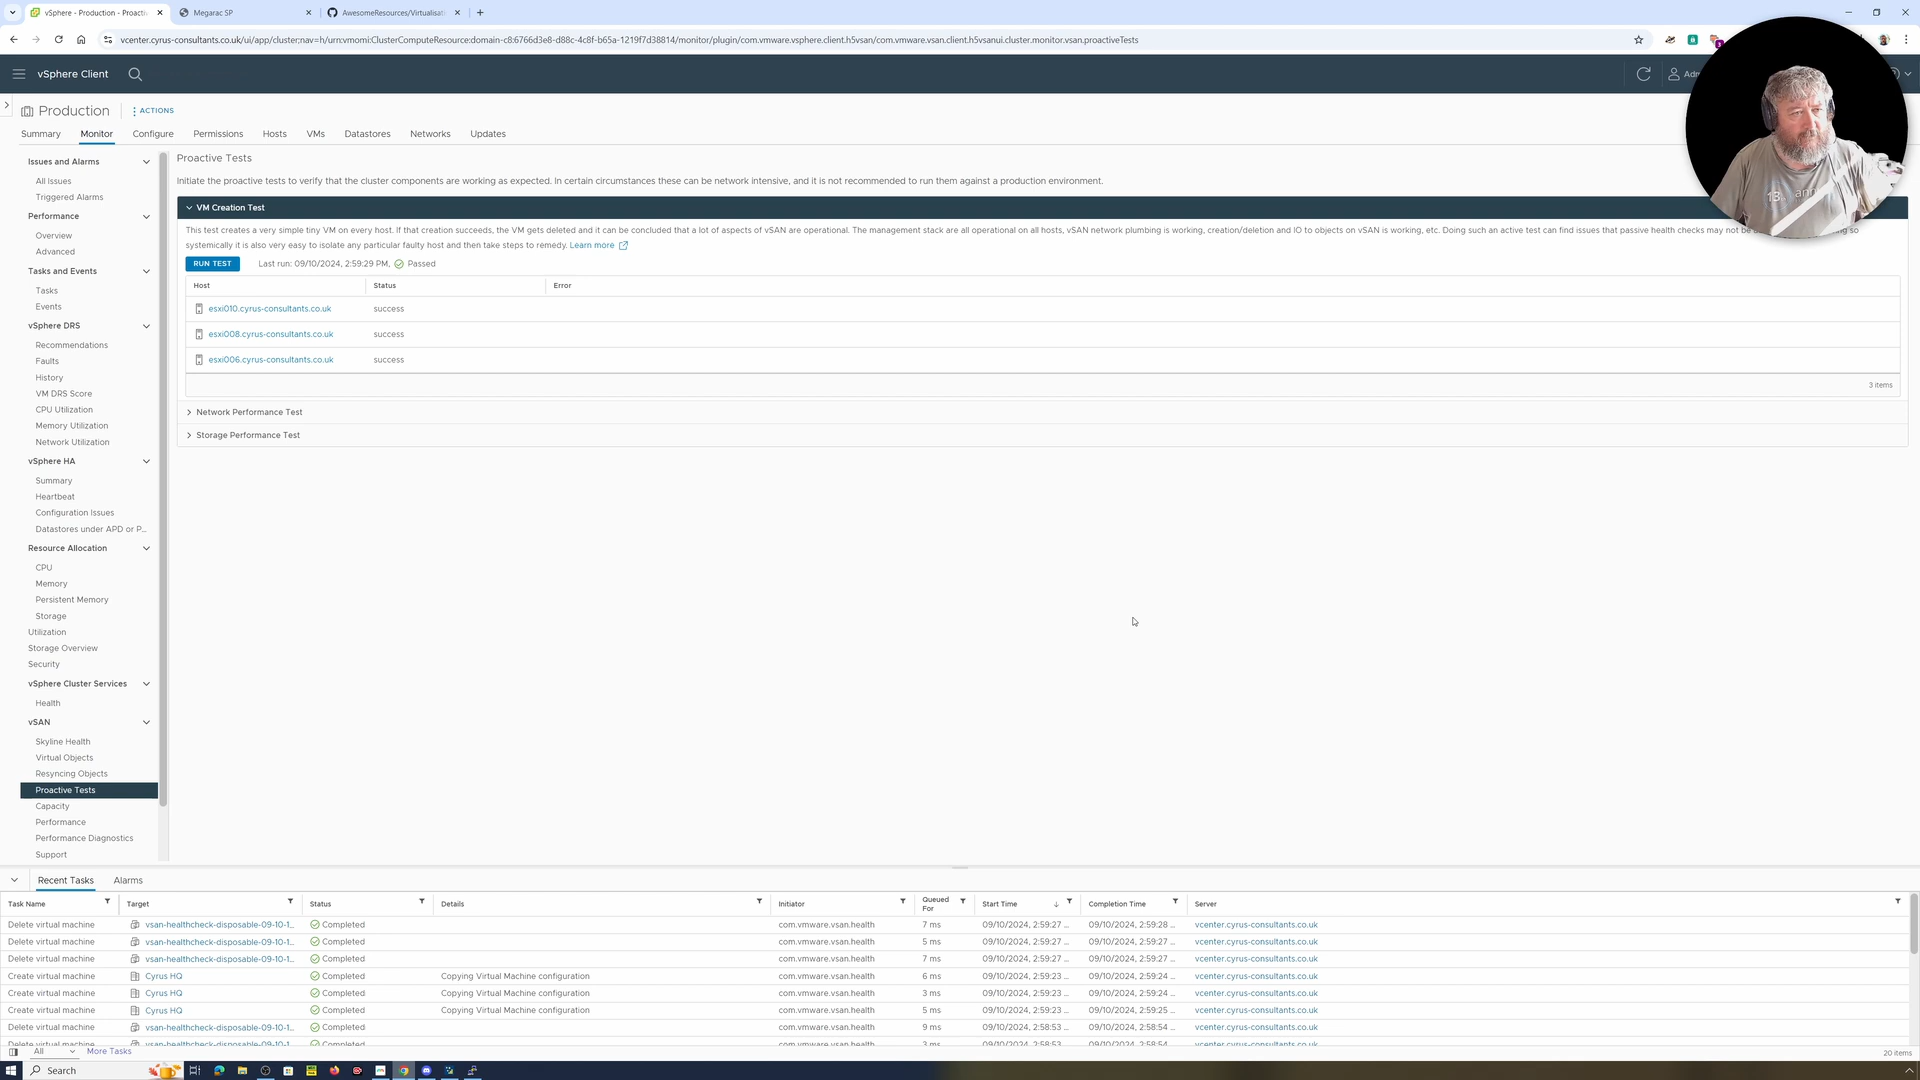 vSphere - Production - Proacti
Megarac SP
AwesomeResources/Virtualisati
vcenter.cyrus-consultants.co.uk/ui/app/cluster;nav=h/urn:vmomi:ClusterComputeResource:domain-c8:6766d3e8-d88c-4c8f-b65a-1219f7d38814/monitor/plugin/com.vmware.vsphere.client.h5vsan/com.vmware.vsan.client.h5vsanui.cluster.monitor.vsan.proactiveTests
vSphere Client
Production
ACTIONS
Summary Monitor Configure Permissions Hosts VMs Datastores Networks Updates
Issues and Alarms
All Issues
Triggered Alarms
Performance
Overview
Advanced
Tasks and Events
Tasks
Events
vSphere DRS
Recommendations
Faults
History
VM DRS Score
CPU Utilization
Memory Utilization
Network Utilization
vSphere HA
Summary
Heartbeat
Configuration Issues
Datastores under APD or P...
Resource Allocation
CPU
Memory
Persistent Memory
Storage
Utilization
Storage Overview
Security
vSphere Cluster Services
Health
vSAN
Skyline Health
Virtual Objects
Resyncing Objects
Proactive Tests
Capacity
Performance
Performance Diagnostics
Support
Proactive Tests
Initiate the proactive tests to verify that the cluster components are working as expected. In certain circumstances these can be network intensive, and it is not recommended to run them against a production environment.
VM Creation Test
This test creates a very simple tiny VM on every host. If that creation succeeds, the VM gets deleted and it can be concluded that a lot of aspects of vSAN are operational. The management stack are all operational on all hosts, vSAN network plumbing is working, creation/deletion and IO to objects on vSAN is working, etc. Doing such an active test can find issues that passive health checks may not be so
systematically it is also very easy to isolate any particular faulty host and then take steps to remedy. Learn more
RUN TEST Last run: 09/10/2024, 2:59:29 PM, Passed
Host Status Error
esxi010.cyrus-consultants.co.uk success
esxi008.cyrus-consultants.co.uk success
esxi006.cyrus-consultants.co.uk success
3 items
Network Performance Test
Storage Performance Test
Recent Tasks Alarms
Task Name Target Status Details Initiator Queued For Start Time Completion Time Server
Delete virtual machine vsan-healthcheck-disposable-09-10-1... Completed com.vmware.vsan.health 7 ms 09/10/2024, 2:59:27 ... 09/10/2024, 2:59:28 ... vcenter.cyrus-consultants.co.uk
Delete virtual machine vsan-healthcheck-disposable-09-10-1... Completed com.vmware.vsan.health 5 ms 09/10/2024, 2:59:27 ... 09/10/2024, 2:59:27 ... vcenter.cyrus-consultants.co.uk
Delete virtual machine vsan-healthcheck-disposable-09-10-1... Completed com.vmware.vsan.health 7 ms 09/10/2024, 2:59:27 ... 09/10/2024, 2:59:27 ... vcenter.cyrus-consultants.co.uk
Create virtual machine Cyrus HQ Completed Copying Virtual Machine configuration com.vmware.vsan.health 6 ms 09/10/2024, 2:59:23 ... 09/10/2024, 2:59:24 ... vcenter.cyrus-consultants.co.uk
Create virtual machine Cyrus HQ Completed Copying Virtual Machine configuration com.vmware.vsan.health 3 ms 09/10/2024, 2:59:23 ... 09/10/2024, 2:59:24 ... vcenter.cyrus-consultants.co.uk
Create virtual machine Cyrus HQ Completed Copying Virtual Machine configuration com.vmware.vsan.health 5 ms 09/10/2024, 2:59:23 ... 09/10/2024, 2:59:25 ... vcenter.cyrus-consultants.co.uk
Delete virtual machine vsan-healthcheck-disposable-09-10-1... Completed com.vmware.vsan.health 9 ms 09/10/2024, 2:58:53 ... 09/10/2024, 2:58:54 ... vcenter.cyrus-consultants.co.uk
Delete virtual machine vsan-healthcheck-disposable-09-10-1... Completed com.vmware.vsan.health 3 ms 09/10/2024, 2:58:53 ... 09/10/2024, 2:58:54 ... vcenter.cyrus-consultants.co.uk
All More Tasks
20 items
Search